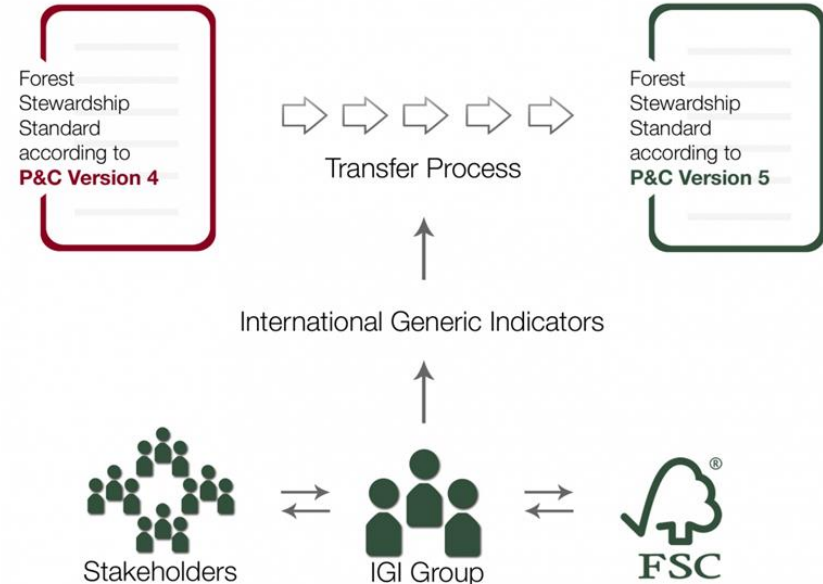 Forest
Stewardship
Standard
according to
P&C Version 4
Transfer Process
Forest
Stewardship
Standard
according to
P&C Version 5
International Generic Indicators
Stakeholders
IGI Group
®
FSC